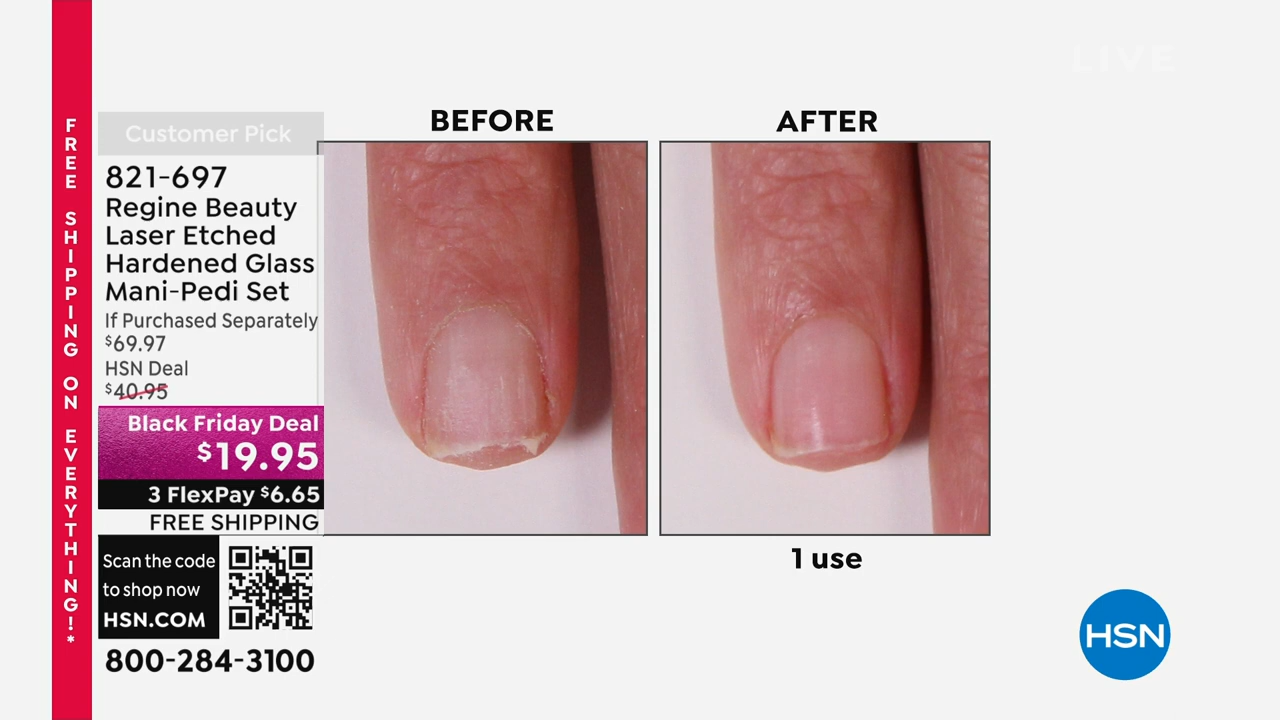 FREE SHIPPING ON EVERYTHING!*
LIVE
Customer Pick
821-697
Regine Beauty
Laser Etched
Hardened Glass
Mani-Pedi Set
If Purchased Separately
$69.97
HSN Deal
$40.95
Black Friday Deal
$19.95
3 FlexPay $6.65
FREE SHIPPING
Scan the code
to shop now
HSN.COM
800-284-3100
BEFORE
AFTER
1 use
HSN